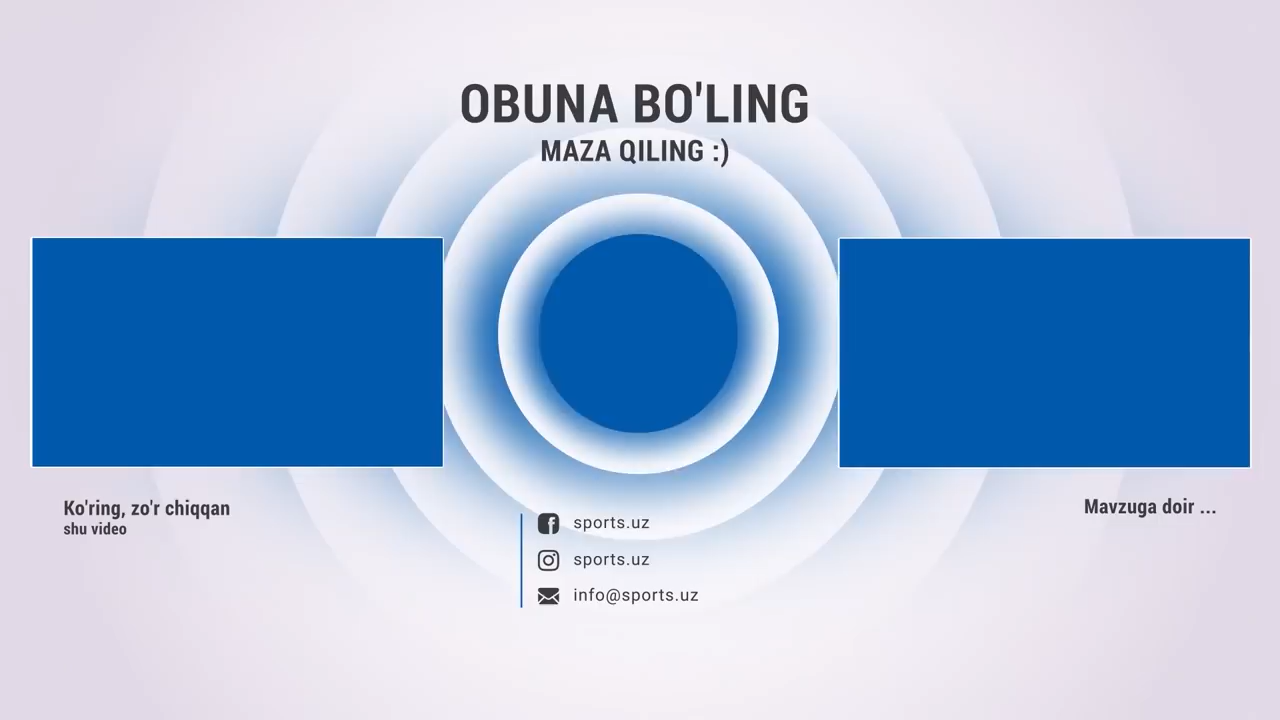 OBUNA BO'LING
MAZA QILING :)
Ko'ring, zo'r chiqqan
shu video
Mavzuga doir ...
sports.uz
sports.uz
info@sports.uz